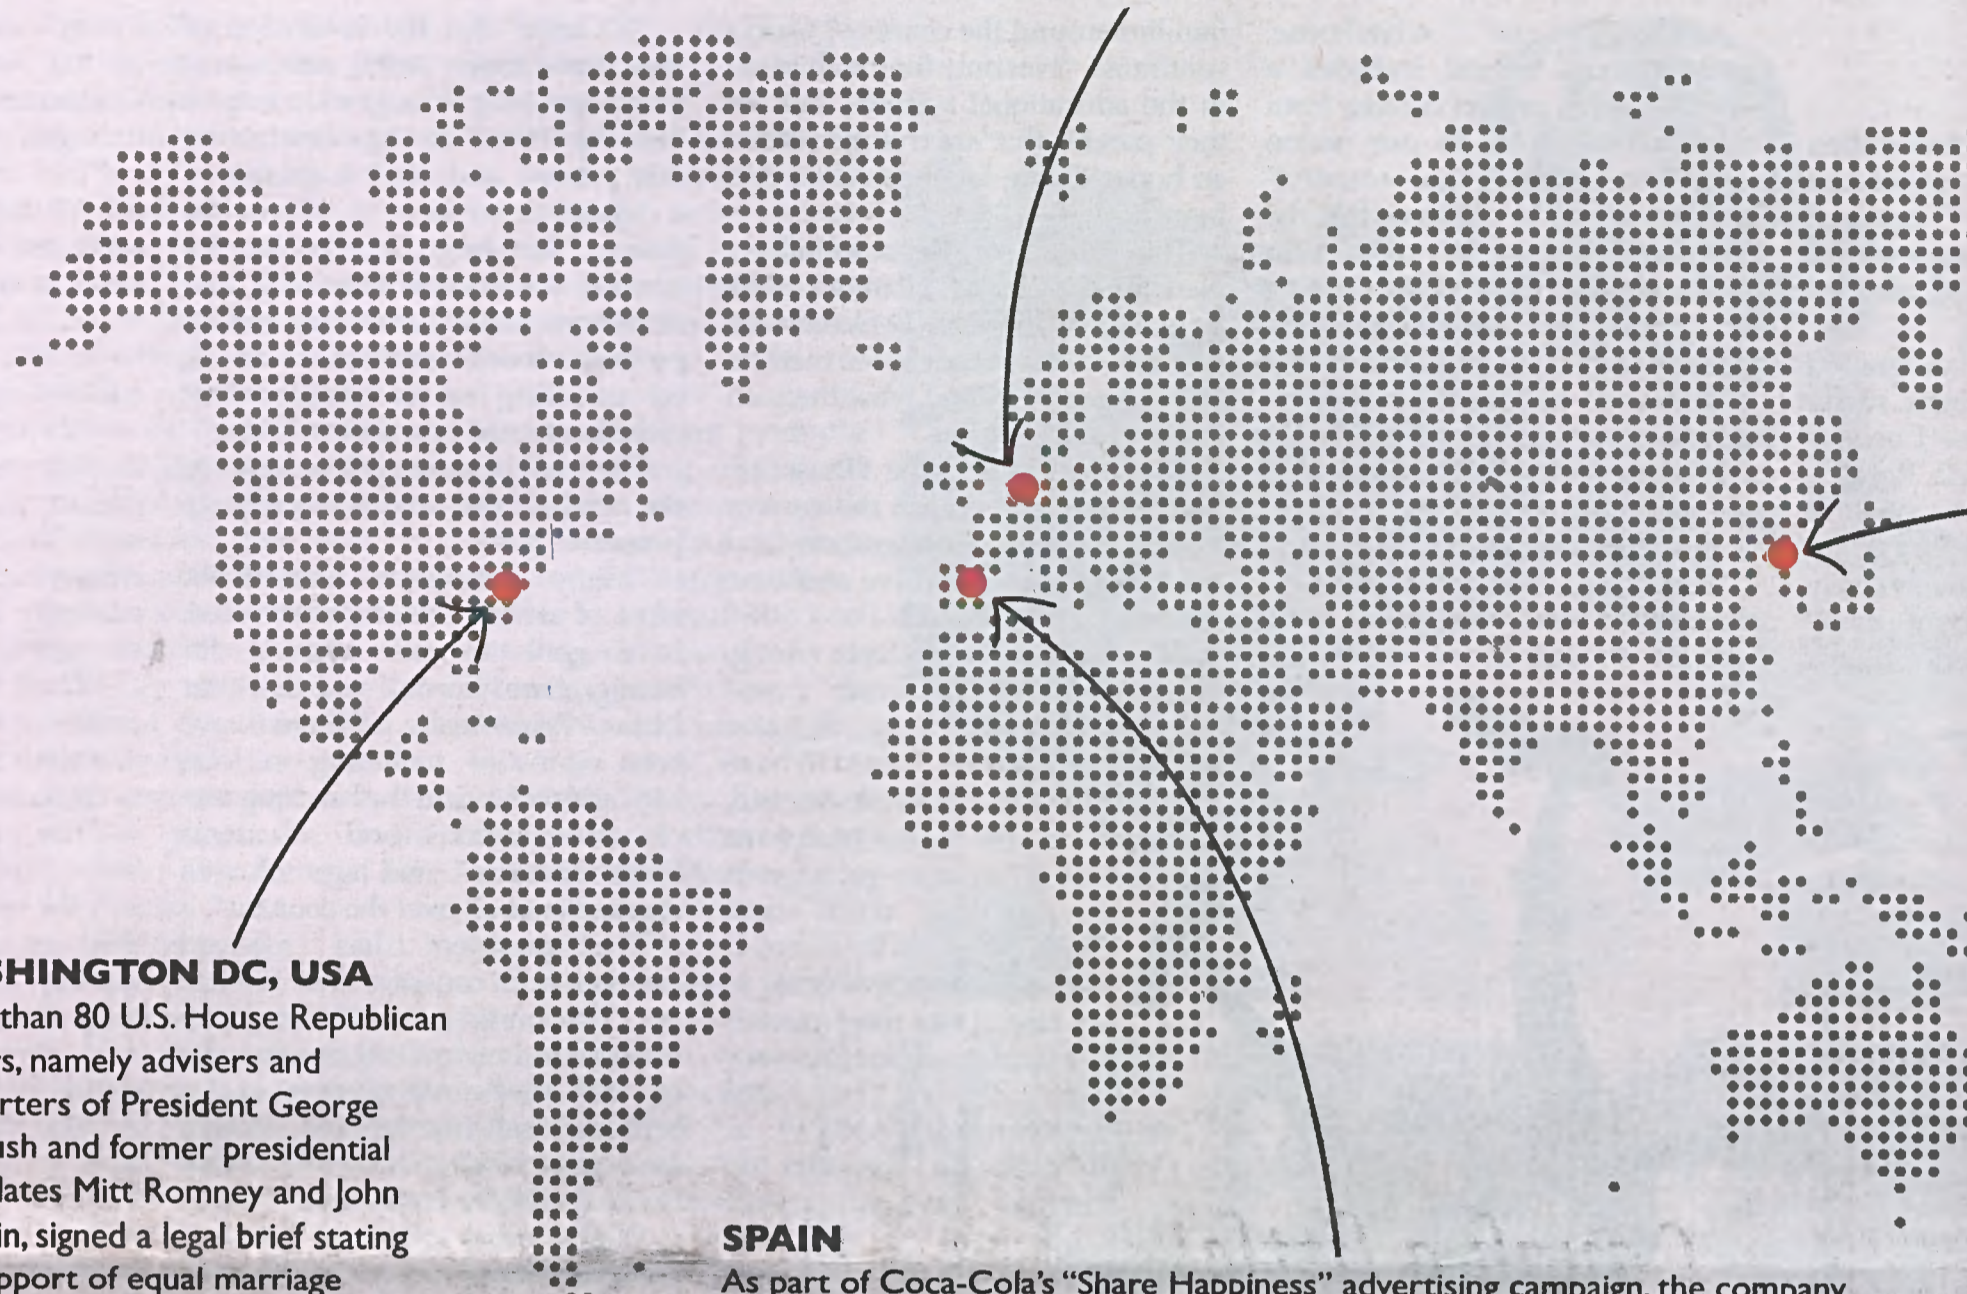 SHINGTON DC, USA
than 80 U.S. House Republican
rs, namely advisers and
rters of President George
ush and former presidential
dates Mitt Romney and John
in, signed a legal brief stating
pport of equal marriage
SPAIN
As part of Coca-Cola's “Share Happiness” advertising campaign, the company